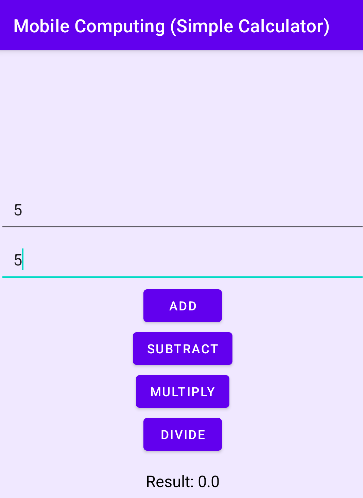 Mobile Computing (Simple Calculator)
5
5
ADD
SUBTRACT
MULTIPLY
DIVIDE
Result: 0.0